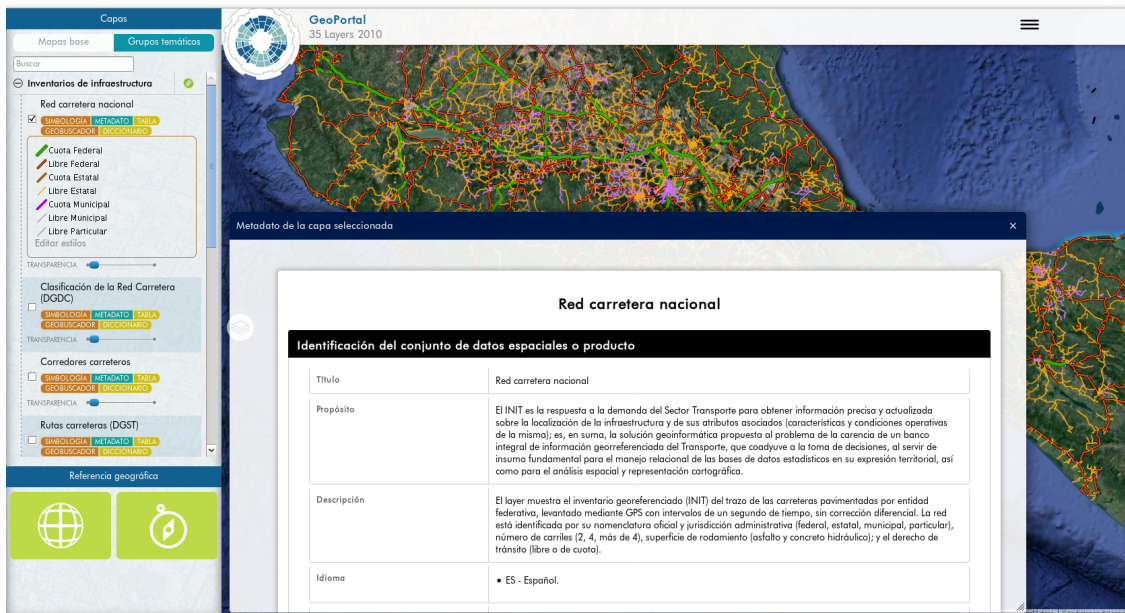 Capas
Mapas base
Grupos temáticos
Buscar
Inventarios de infraestructura
Red carretera nacional
SIMBOLOGÍA METADATO TABLA
GEOBUSCADOR DICCIONARIO
Cuota Federal
Libre Federal
Cuota Estatal
Libre Estatal
Cuota Municipal
Libre Municipal
Libre Particular
Editar estilos
TRANSPARENCIA
Clasificación de la Red Carretera
(DGDC)
SIMBOLOGÍA METADATO TABLA
GEOBUSCADOR DICCIONARIO
TRANSPARENCIA
Corredores carreteros
SIMBOLOGÍA METADATO TABLA
GEOBUSCADOR DICCIONARIO
TRANSPARENCIA
Rutas carreteras (DGST)
SIMBOLOGÍA METADATO TABLA
GEOBUSCADOR DICCIONARIO
Referencia geográfica
GeoPortal
35 Layers 2010
Metadato de la capa seleccionada
×
Red carretera nacional
Identificación del conjunto de datos espaciales o producto
Título
Red carretera nacional
Propósito
El INIT es la respuesta a la demanda del Sector Transporte para obtener información precisa y actualizada
sobre la localización de la infraestructura y de sus atributos asociados (características y condiciones operativas
de la misma); es, en suma, la solución geoinformática propuesta al problema de la carencia de un banco
integral de información georreferenciada del Transporte, que coadyuve a la toma de decisiones, al servir de
insumo fundamental para el manejo relacional de las bases de datos estadísticos en su expresión territorial, así
como para el análisis espacial y representación cartográfica.
Descripción
El layer muestra el inventario georeferenciado (INIT) del trazo de las carreteras pavimentadas por entidad
federativa, levantado mediante GPS con intervalos de un segundo de tiempo, sin corrección diferencial. La red
está identificada por su nomenclatura oficial y jurisdicción administrativa (federal, estatal, municipal, particular),
número de carriles (2, 4, más de 4), superficie de rodamiento (asfalto y concreto hidráulico); y el derecho de
tránsito (libre o de cuota).
Idioma
• ES - Español.